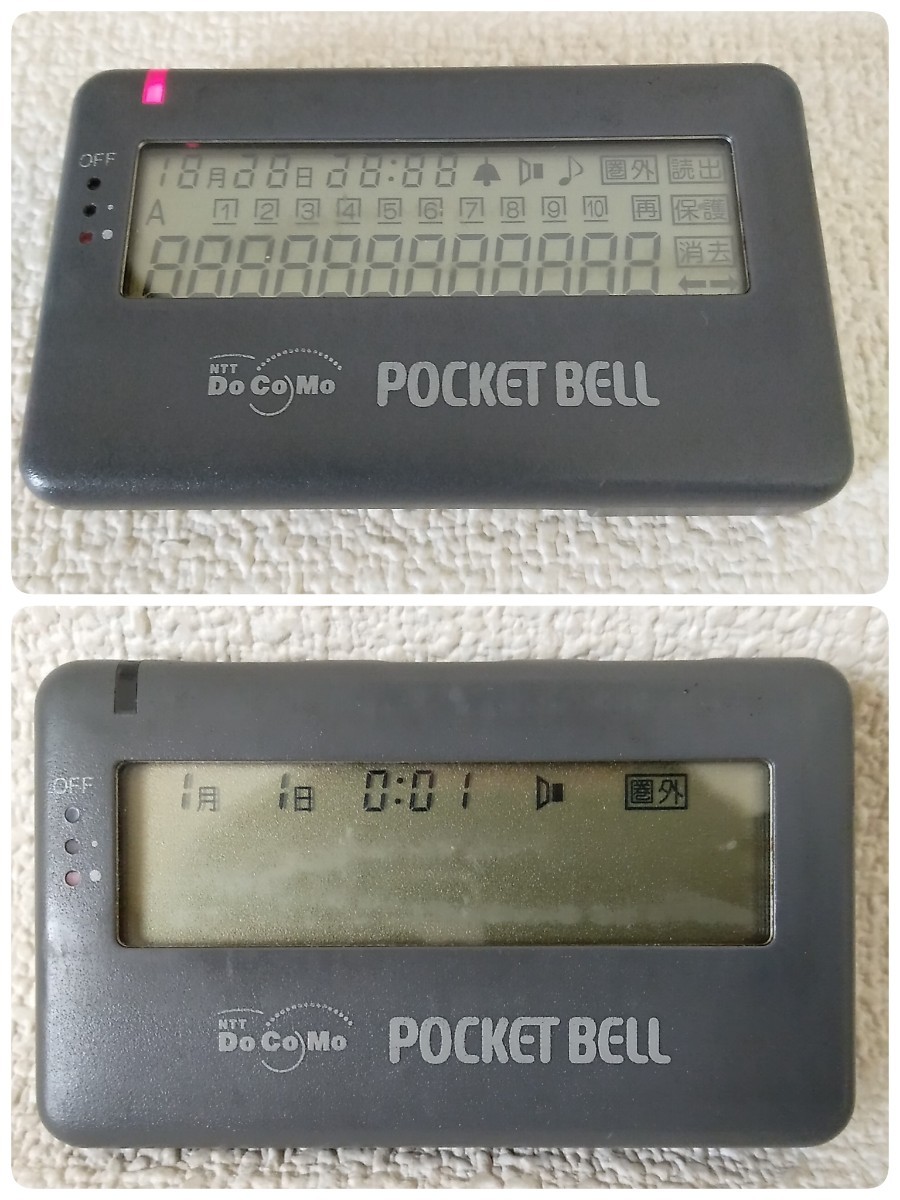 OFF
18月28日 28:88 圏外 読出
A 1 2 3 4 5 6 7 8 9 10 再 保護
888888888888 消去
NTT
DoCoMo POCKET BELL
OFF
1月 1日 0:01 圏外
NTT
DoCoMo POCKET BELL